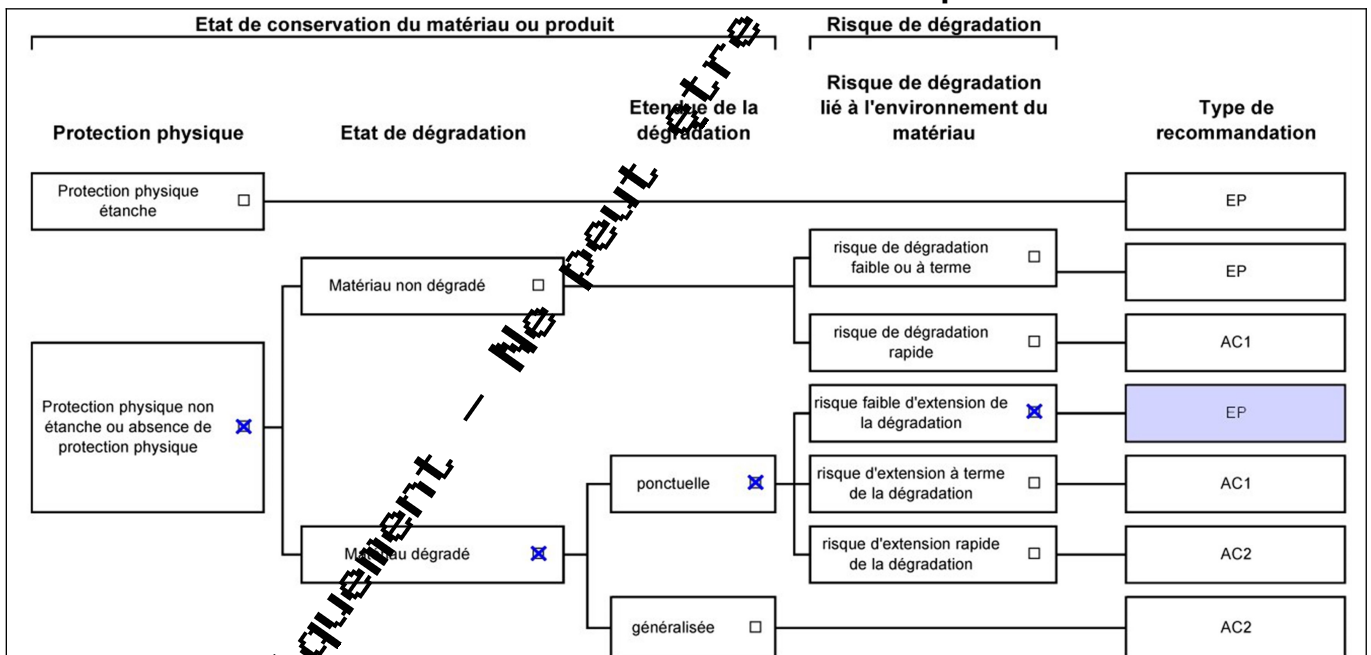 Etat de conservation du matériau ou produit
Risque de dégradation
Protection physique
Etat de dégradation
Etendue de la
dégradation
Risque de dégradation
lié à l'environnement du
matériau
Type de
recommandation
Protection physique
étanche
EP
risque de dégradation
faible ou à terme
EP
Matériau non dégradé
risque de dégradation
rapide
AC1
Protection physique non
étanche ou absence de
protection physique
risque faible d'extension de
la dégradation
EP
ponctuelle
risque d'extension à terme
de la dégradation
AC1
Matériau dégradé
risque d'extension rapide
de la dégradation
AC2
généralisée
AC2
quement - Ne peut etre